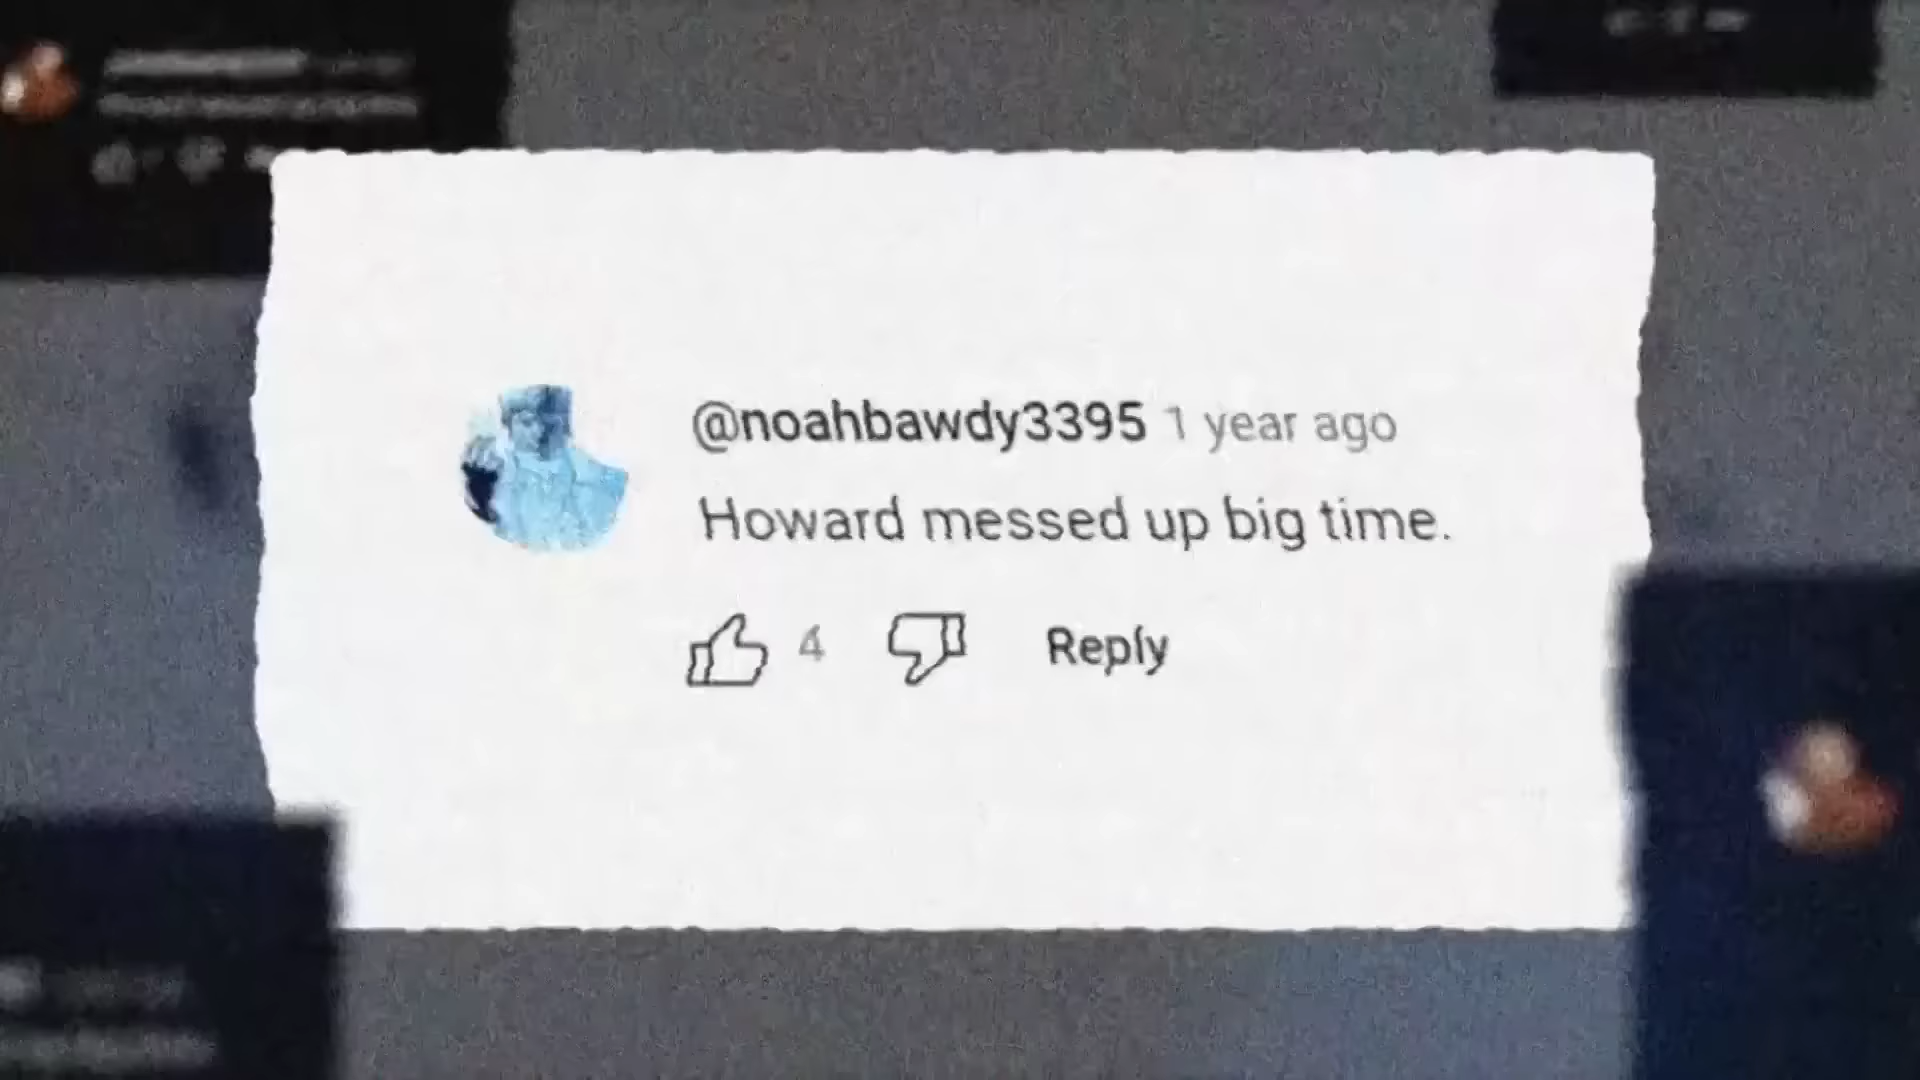 @noahbawdy3395 1 year ago
Howard messed up big time.
4 Reply